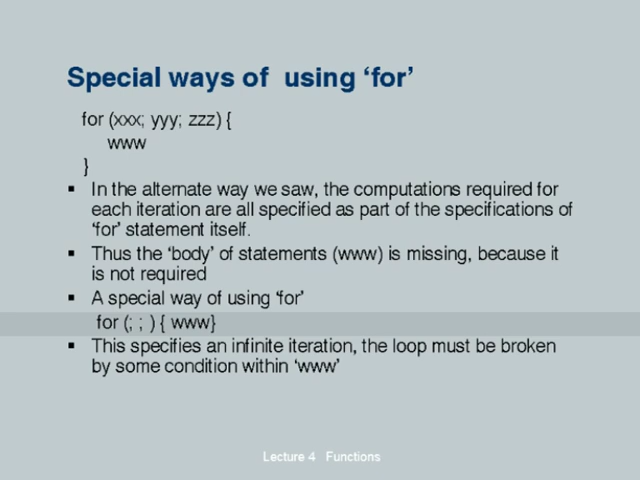 Special ways of using ‘for’
for (xxx; yyy; zzz) {
www
}
▪ In the alternate way we saw, the computations required for
each iteration are all specified as part of the specifications of
‘for’ statement itself.
▪ Thus the ‘body’ of statements (www) is missing, because it
is not required
▪ A special way of using ‘for’
for (; ; ) { www}
▪ This specifies an infinite iteration, the loop must be broken
by some condition within ‘www’
Lecture 4 Functions